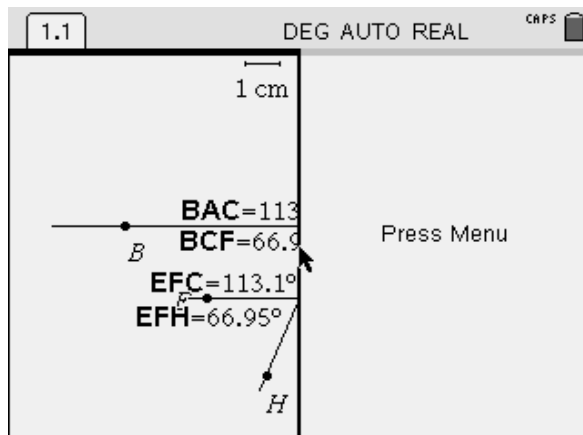 1.1
DEG AUTO REAL
CAPS
1 cm
BAC=113
B
BCF=66.9
Press Menu
EFC=113.1°
EFH=66.95°
H